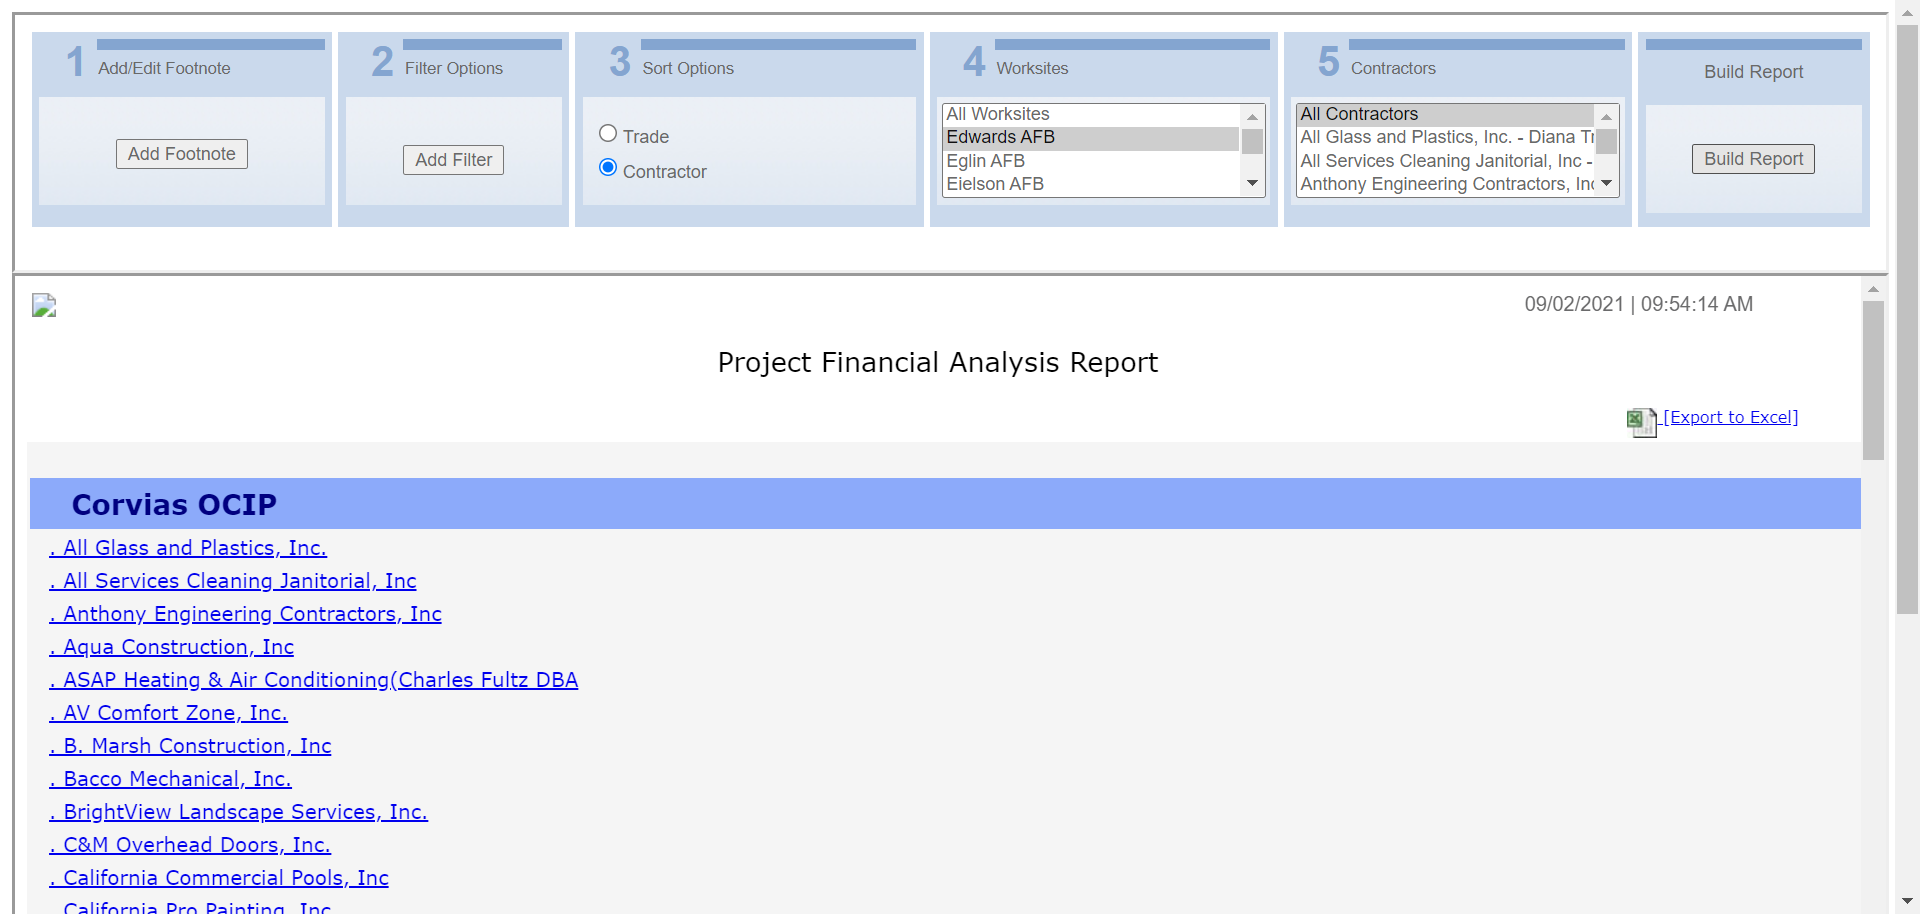 1 Add/Edit Footnote
Add Footnote
2 Filter Options
Add Filter
3 Sort Options
Trade
Contractor
4 Worksites
All Worksites
Edwards AFB
Eglin AFB
Eielson AFB
5 Contractors
All Contractors
All Glass and Plastics, Inc. - Diana Tr
All Services Cleaning Janitorial, Inc -
Anthony Engineering Contractors, Inc
Build Report
Build Report
09/02/2021 | 09:54:14 AM
Project Financial Analysis Report
[Export to Excel]
Corvias OCIP
. All Glass and Plastics, Inc.
. All Services Cleaning Janitorial, Inc
. Anthony Engineering Contractors, Inc
. Aqua Construction, Inc
. ASAP Heating & Air Conditioning(Charles Fultz DBA
. AV Comfort Zone, Inc.
. B. Marsh Construction, Inc
. Bacco Mechanical, Inc.
. BrightView Landscape Services, Inc.
. C&M Overhead Doors, Inc.
. California Commercial Pools, Inc
California Pro Painting, Inc